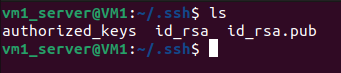 vm1_server@VM1:~/.ssh$ ls
authorized_keys  id_rsa  id_rsa.pub
vm1_server@VM1:~/.ssh$